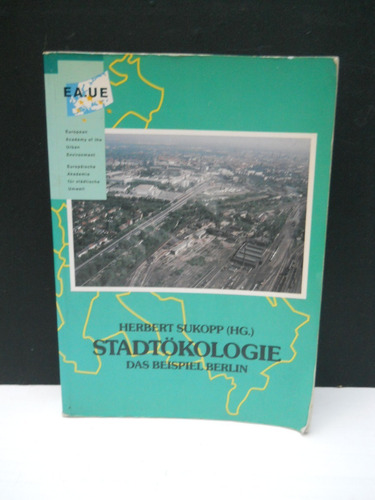 EA.UE
European
Academy of the
Urban
Environment
Europäische
Akademie
für städtische
Umwelt
HERBERT SUKOPP (HG.)
STADTÖKOLOGIE
DAS BEISPIEL BERLIN